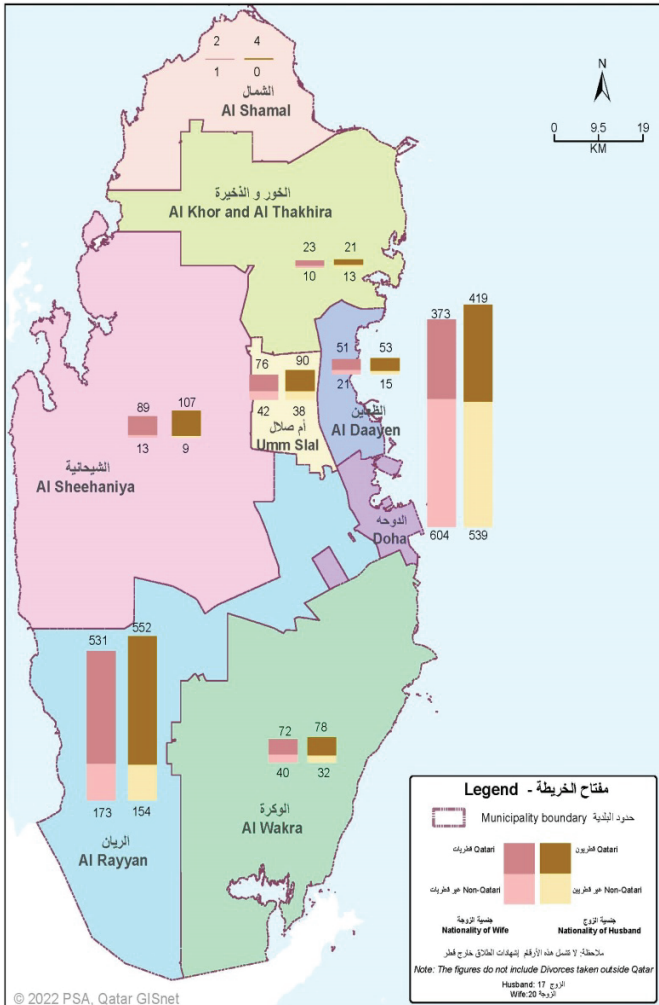 2 4
1 0
الشمال
Al Shamal
N
0 9.5 19
KM
الخور و الذخيرة
Al Khor and Al Thakhira
23 21
10 13
373 419
604 539
51 53
21 15
الظعاين
Al Daayen
76 90
42 38
أم صلال
Umm Slal
89 107
13 9
الشيحانية
Al Sheehaniya
الدوحه
Doha
531 552
173 154
الريان
Al Rayyan
72 78
40 32
الوكرة
Al Wakra
Legend - مفتاح الخريطة
Municipality boundary حدود البلدية
Qatari قطريات
Qatari قطريون
Non-Qatari غير قطريات
Non-Qatari غير قطريين
جنسية الزوجة
Nationality of Wife
جنسية الزوج
Nationality of Husband
ملاحظة: لا تشمل هذه الأرقام إشهادات الطلاق خارج قطر
Note: The figures do not include Divorces taken outside Qatar
Husband: 17 الزوج
Wife:20 الزوجة
© 2022 PSA, Qatar GISnet